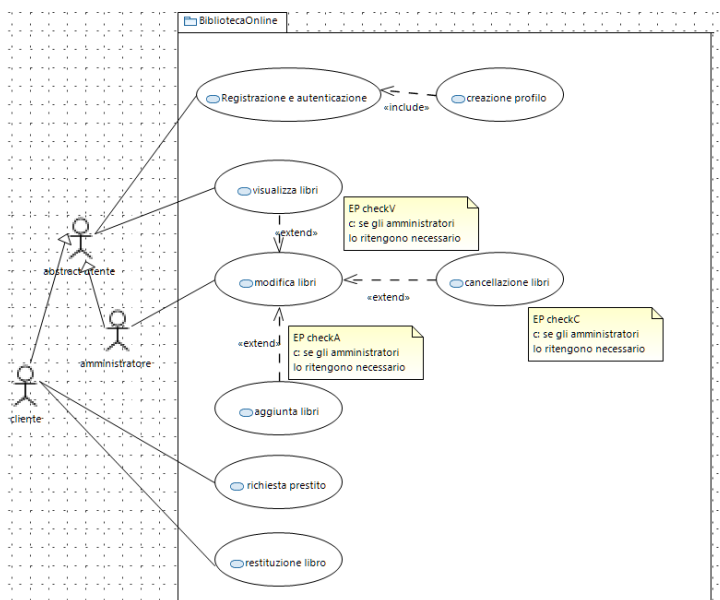 BibliotecaOnline
Registrazione e autenticazione
creazione profilo
«include»
visualizza libri
EP checkV
c: se gli amministratori
lo ritengono necessario
«extend»
abstract utente
modifica libri
cancellazione libri
«extend»
EP checkC
c: se gli amministratori
lo ritengono necessario
EP checkA
c: se gli amministratori
lo ritengono necessario
«extend»
amministratore
aggiunta libri
cliente
richiesta prestito
restituzione libro